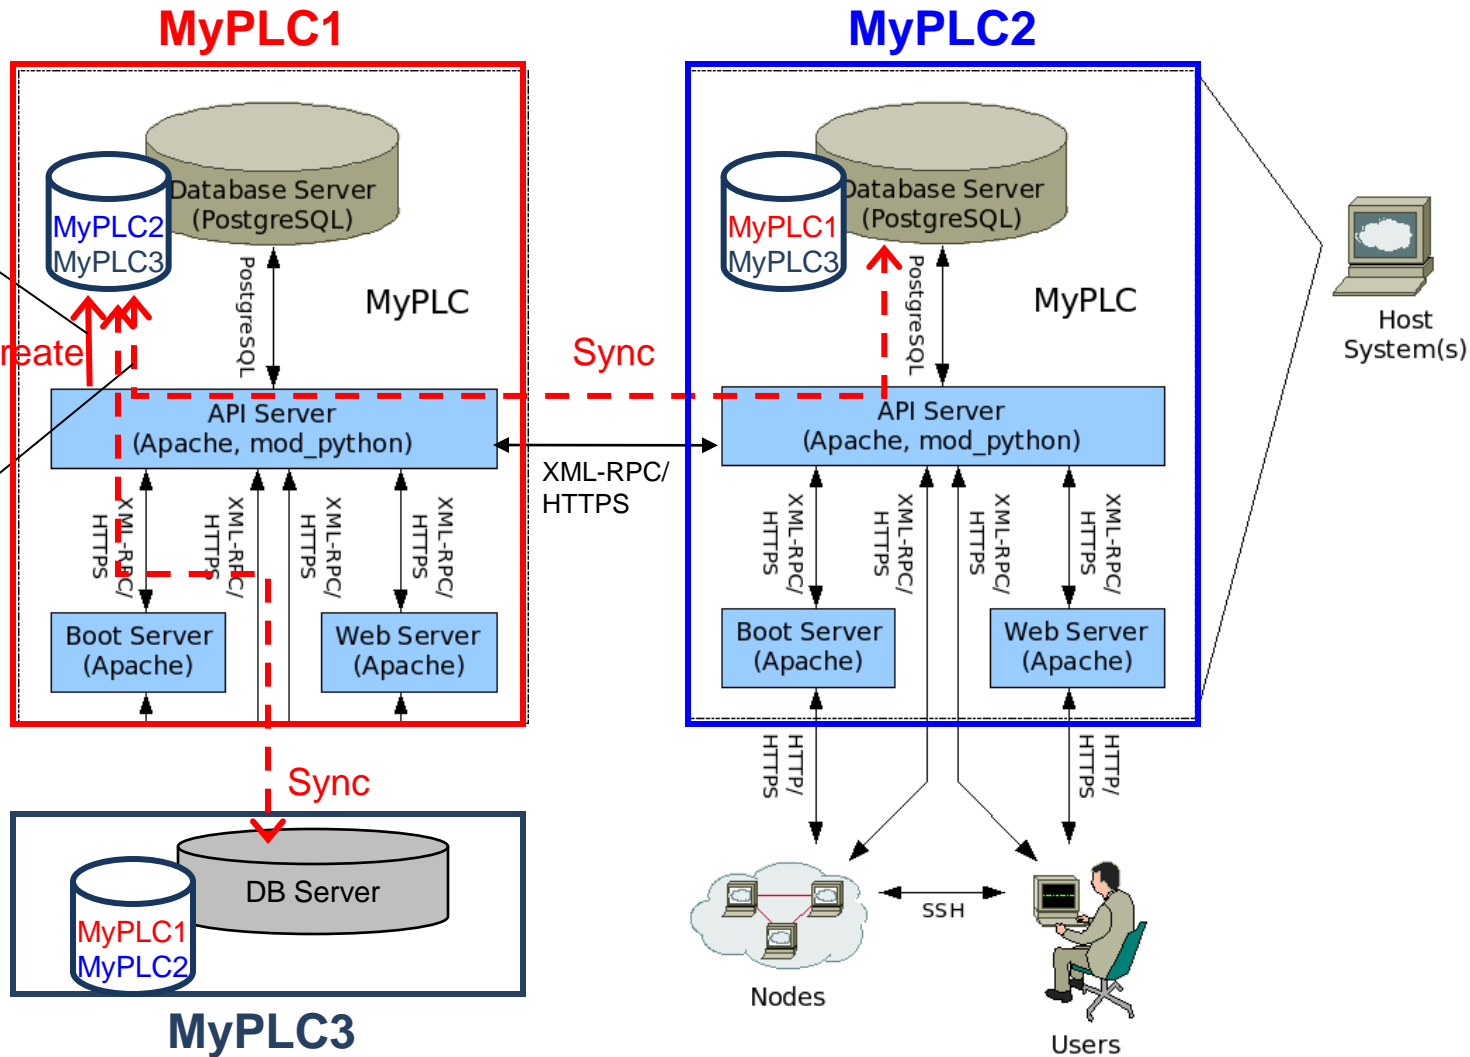 MyPLC1
MyPLC2
Database Server
(PostgreSQL)
MyPLC2
MyPLC3
PostgreSQL
MyPLC
reate
Sync
API Server
(Apache, mod_python)
XML-RPC/
HTTPS
XML-RPC/
HTTPS
XML-RPC/
HTTPS
XML-RPC/
HTTPS
XML-RPC/
HTTPS
Boot Server
(Apache)
Web Server
(Apache)
Database Server
(PostgreSQL)
MyPLC1
MyPLC3
PostgreSQL
MyPLC
API Server
(Apache, mod_python)
XML-RPC/
HTTPS
XML-RPC/
HTTPS
XML-RPC/
HTTPS
XML-RPC/
HTTPS
Boot Server
(Apache)
Web Server
(Apache)
Host
System(s)
HTTP/
HTTPS
HTTP/
HTTPS
Sync
DB Server
MyPLC1
MyPLC2
MyPLC3
SSH
Nodes
Users